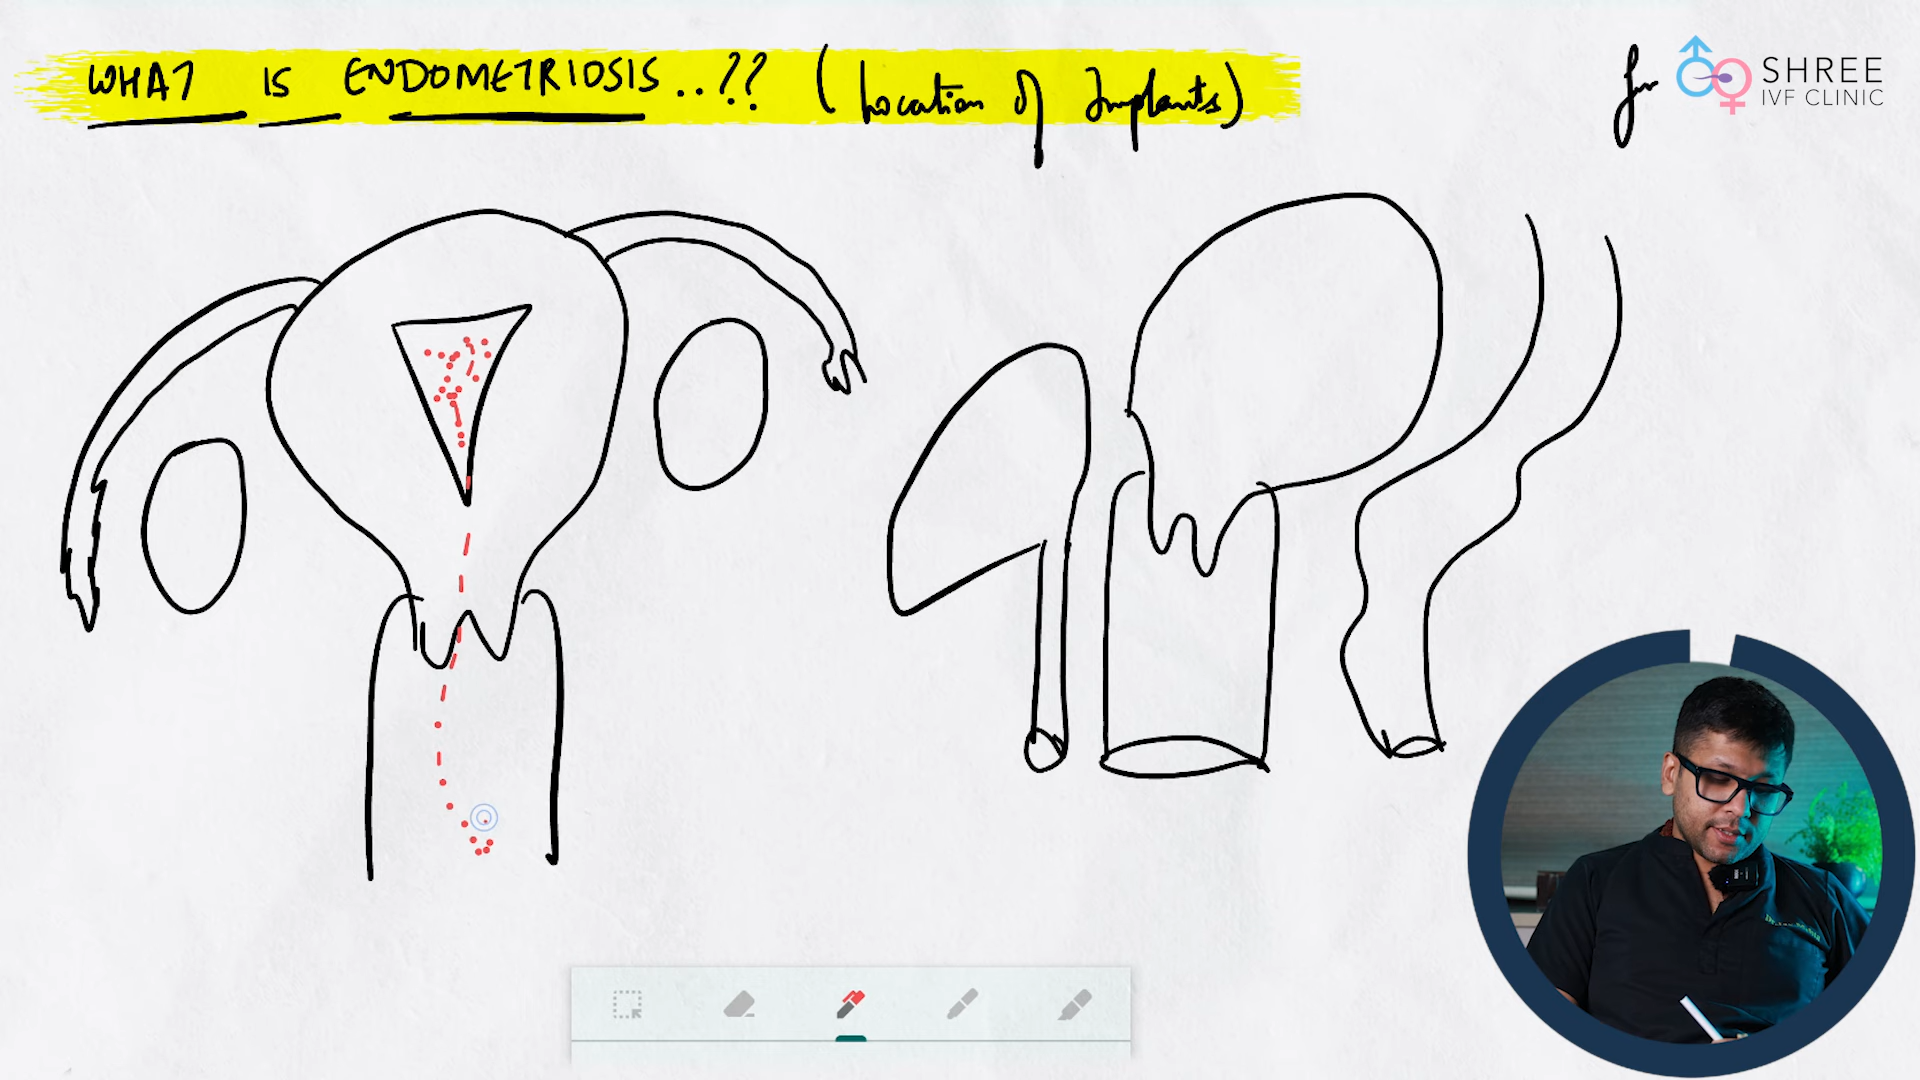 WHAT IS ENDOMETRIOSIS..?? (Location of Implants)
SHREE
IVF CLINIC